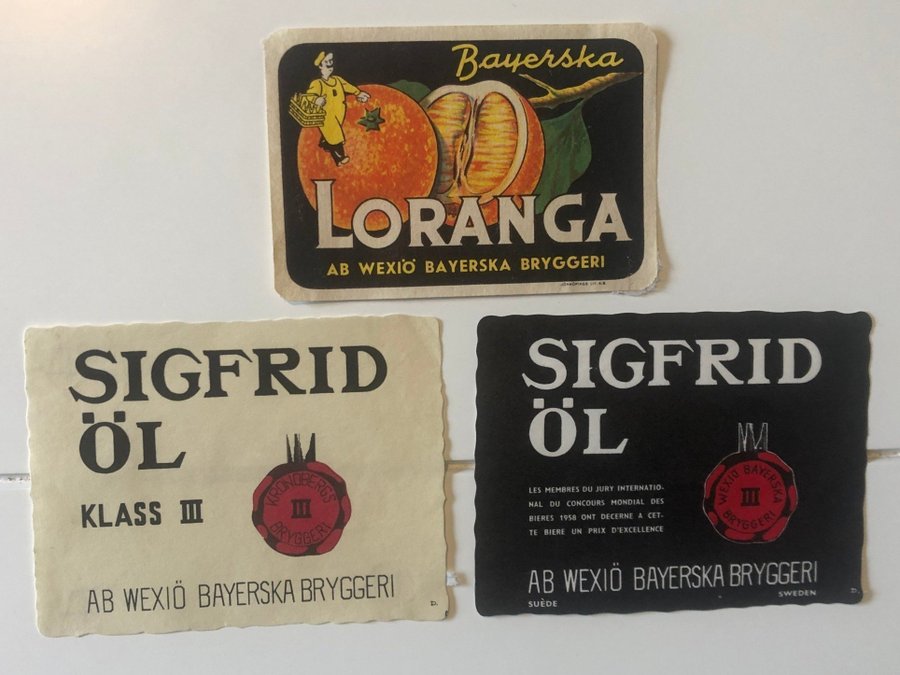 Bayerska
LORANGA
AB WEXIÖ BAYERSKA BRYGGERI
SIGFRID
ÖL
KLASS III
KRONOBERGS
III
BRYGGERI
AB WEXIÖ BAYERSKA BRYGGERI
D.
SIGFRID
ÖL
LES MEMBRES DU JURY INTERNATIO-
NAL DU CONCOURS MONDIAL DES
BIERES 1958 ONT DECERNE A CET-
TE BIERE UN PRIX D'EXCELLENCE
WEXIÖ BAYERSKA
III
BRYGGERI
AB WEXIÖ BAYERSKA BRYGGERI
SUÈDE SWEDEN D.